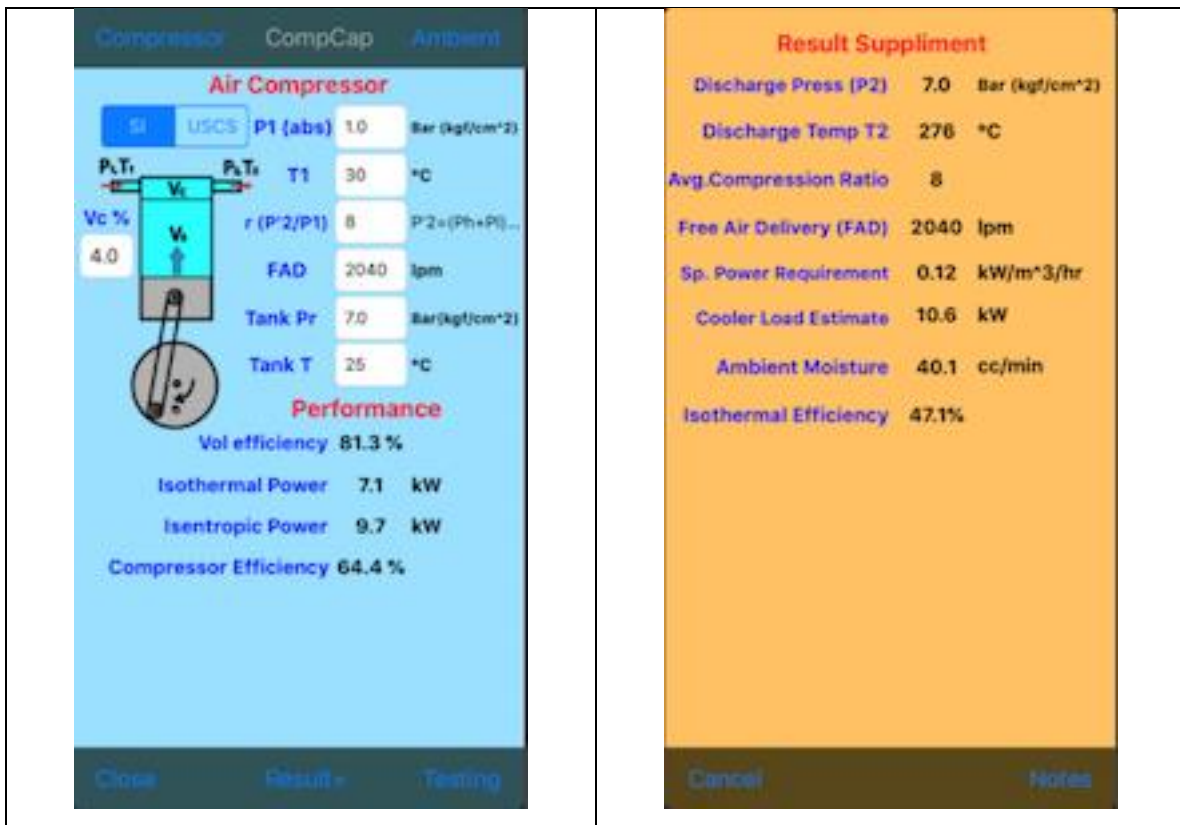 Compressor CompCap Ambient
Air Compressor
SI USCS P1 (abs) 1.0 Bar (kgf/cm^2)
T1 30 °C
Vc % r (P'2/P1) 8 P'2=(Ph+Pl)...
4.0
FAD 2040 lpm
Tank Pr 7.0 Bar(kgf/cm^2)
Tank T 25 °C
Vc
Performance
Vol efficiency 81.3 %
Isothermal Power 7.1 kW
Isentropic Power 9.7 kW
Compressor Efficiency 64.4 %
Close Result+ Testing
Result Suppliment
Discharge Press (P2) 7.0 Bar (kgf/cm^2)
Discharge Temp T2 276 °C
Avg.Compression Ratio 8
Free Air Delivery (FAD) 2040 lpm
Sp. Power Requirement 0.12 kW/m^3/hr
Cooler Load Estimate 10.6 kW
Ambient Moisture 40.1 cc/min
Isothermal Efficiency 47.1%
Cancel Notes